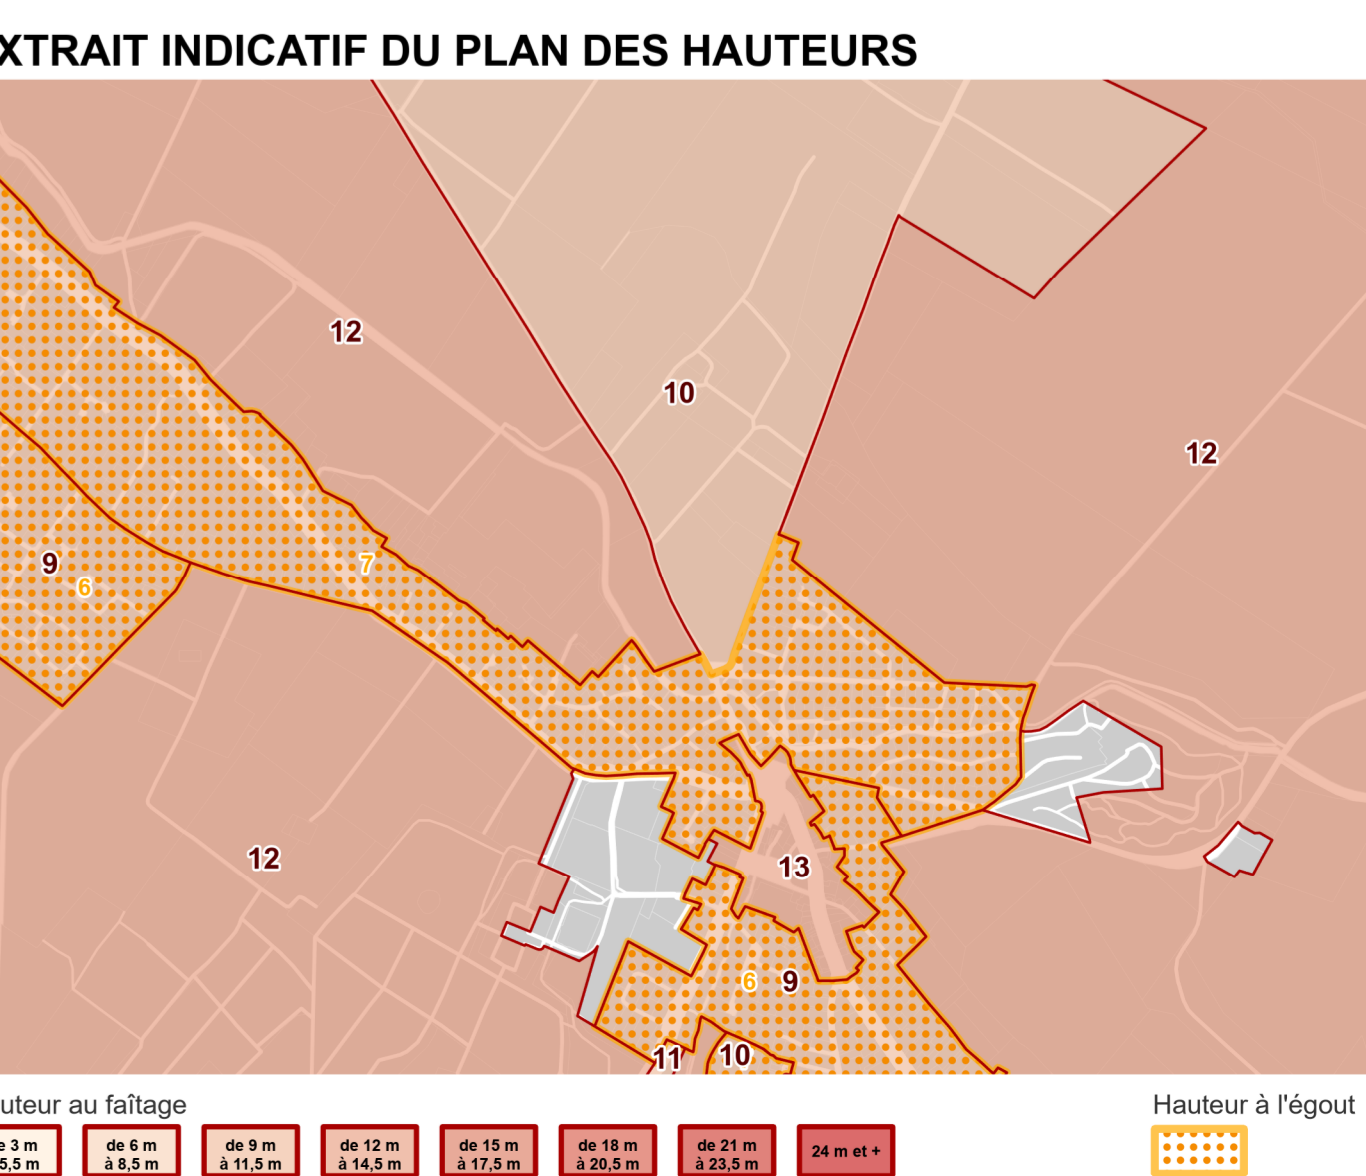 XTRAIT INDICATIF DU PLAN DES HAUTEURS
12
10
12
9
6
7
12
13
6
9
11
10
uteur au faîtage
Hauteur à l'égout
e 3 m
5,5 m
de 6 m
à 8,5 m
de 9 m
à 11,5 m
de 12 m
à 14,5 m
de 15 m
à 17,5 m
de 18 m
à 20,5 m
de 21 m
à 23,5 m
24 m et +